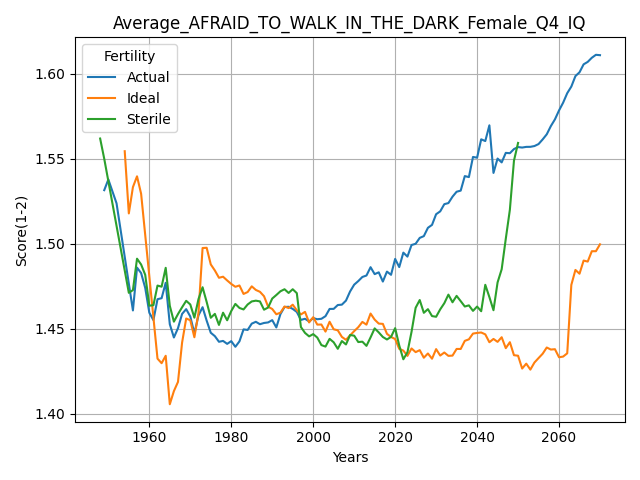 Average_AFRAID_TO_WALK_IN_THE_DARK_Female_Q4_IQ
Fertility
Actual
Ideal
Sterile
Score(1-2)
1.60
1.55
1.50
1.45
1.40
1960 1980 2000 2020 2040 2060
Years